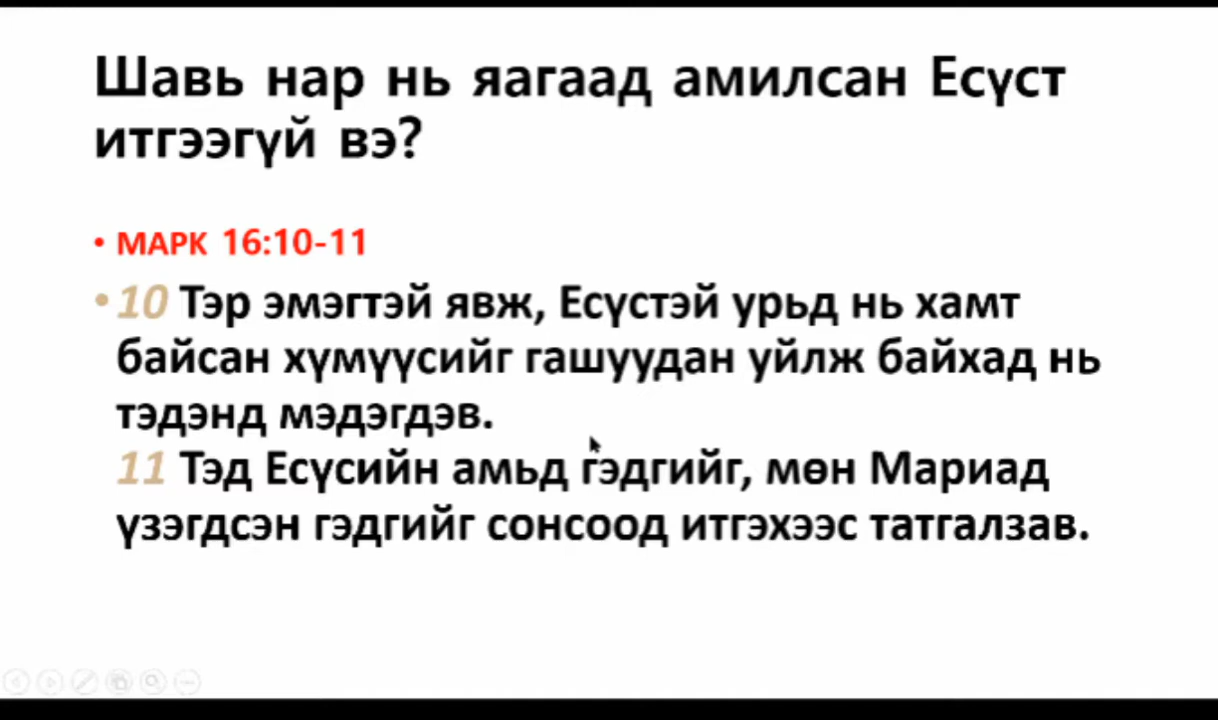 Шавь нар нь яагаад амилсан Есүст
итгээгүй вэ?
• МАРК 16:10-11
• 10 Тэр эмэгтэй явж, Есүстэй урьд нь хамт
байсан хүмүүсийг гашуудан уйлж байхад нь
тэдэнд мэдэгдэв.
11 Тэд Есүсийн амьд гэдгийг, мөн Мариад
үзэгдсэн гэдгийг сонсоод итгэхээс татгалзав.